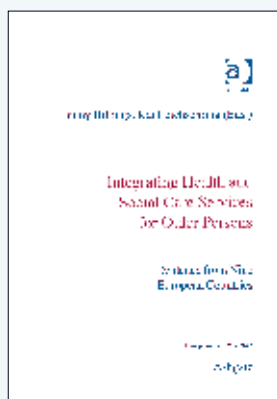 Integrating Health and
Social Care Services
for Older Persons
Evidence from Nine
European Countries
Ashgate